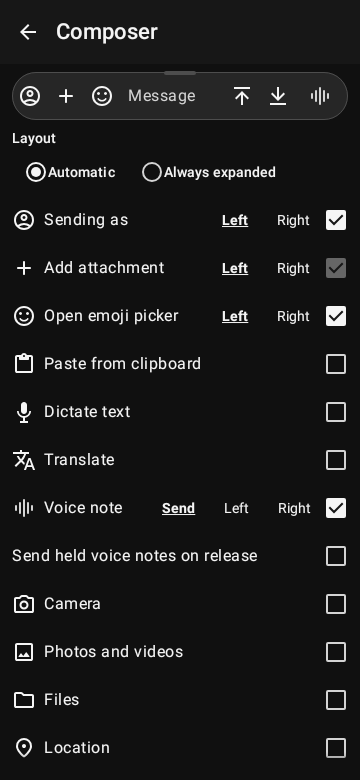 Composer
Message
Layout
Automatic Always expanded
Sending as Left Right
Add attachment Left Right
Open emoji picker Left Right
Paste from clipboard
Dictate text
Translate
Voice note Send Left Right
Send held voice notes on release
Camera
Photos and videos
Files
Location